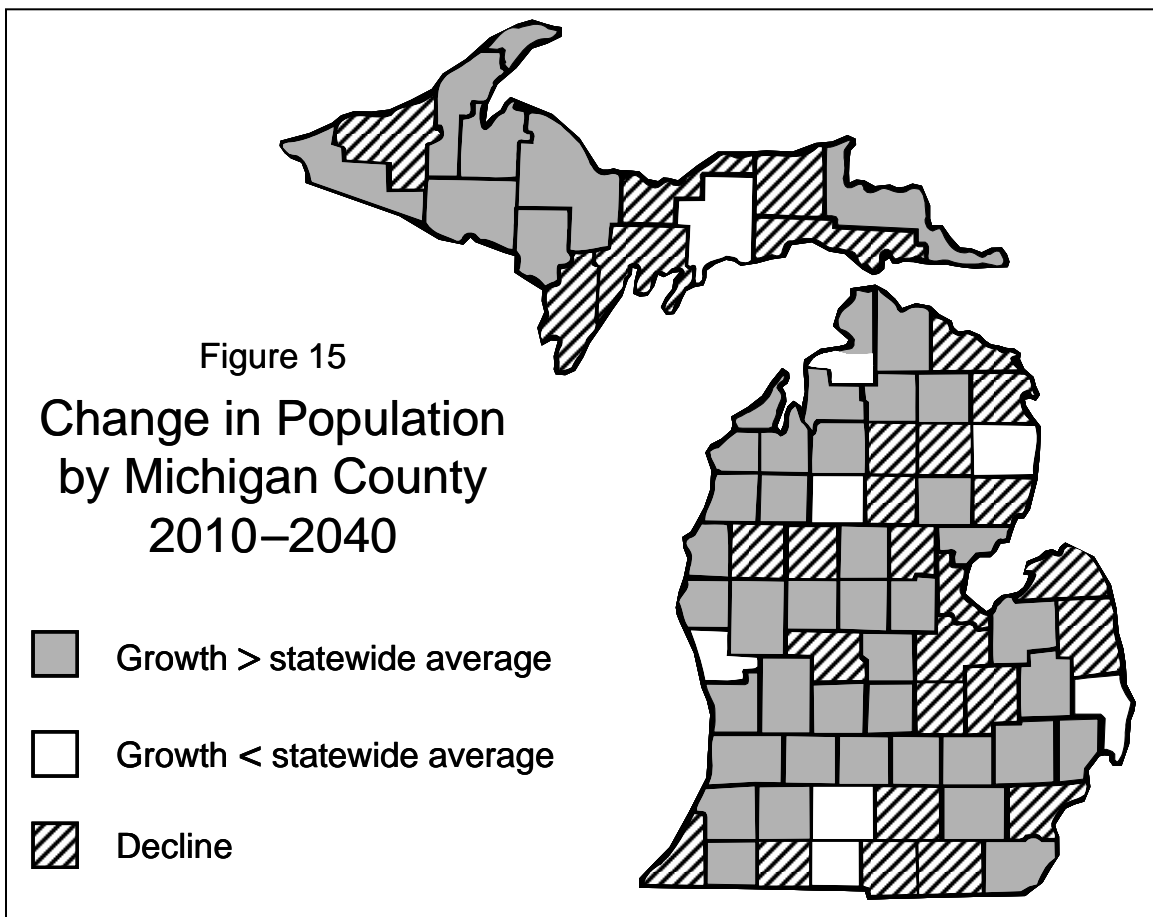 Figure 15
Change in Population
by Michigan County
2010–2040
Growth > statewide average
Growth < statewide average
Decline